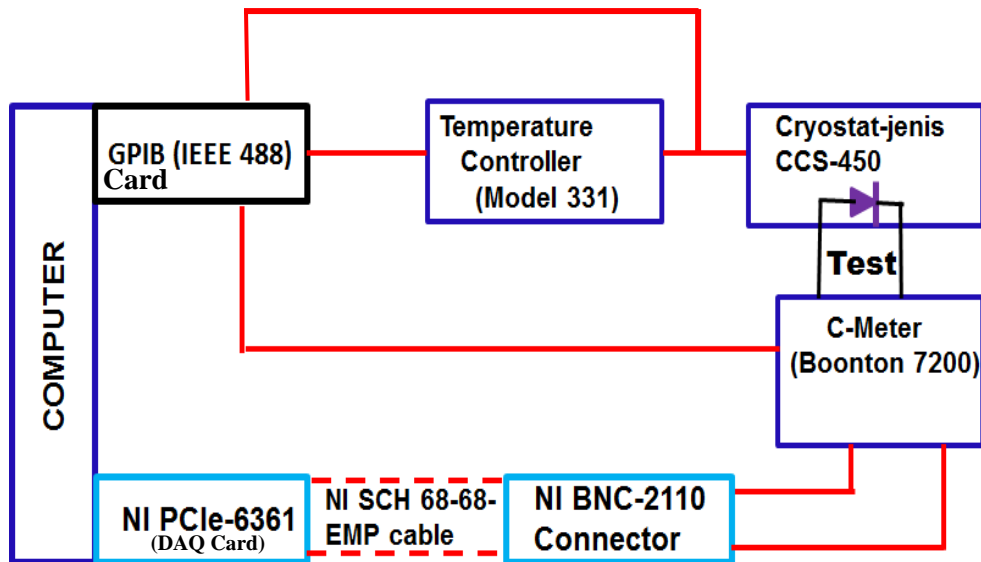 COMPUTER
GPIB (IEEE 488)
Card
Temperature
Controller
(Model 331)
Cryostat-jenis
CCS-450
Test
C-Meter
(Boonton 7200)
NI PCIe-6361
(DAQ Card)
NI SCH 68-68-
EMP cable
NI BNC-2110
Connector